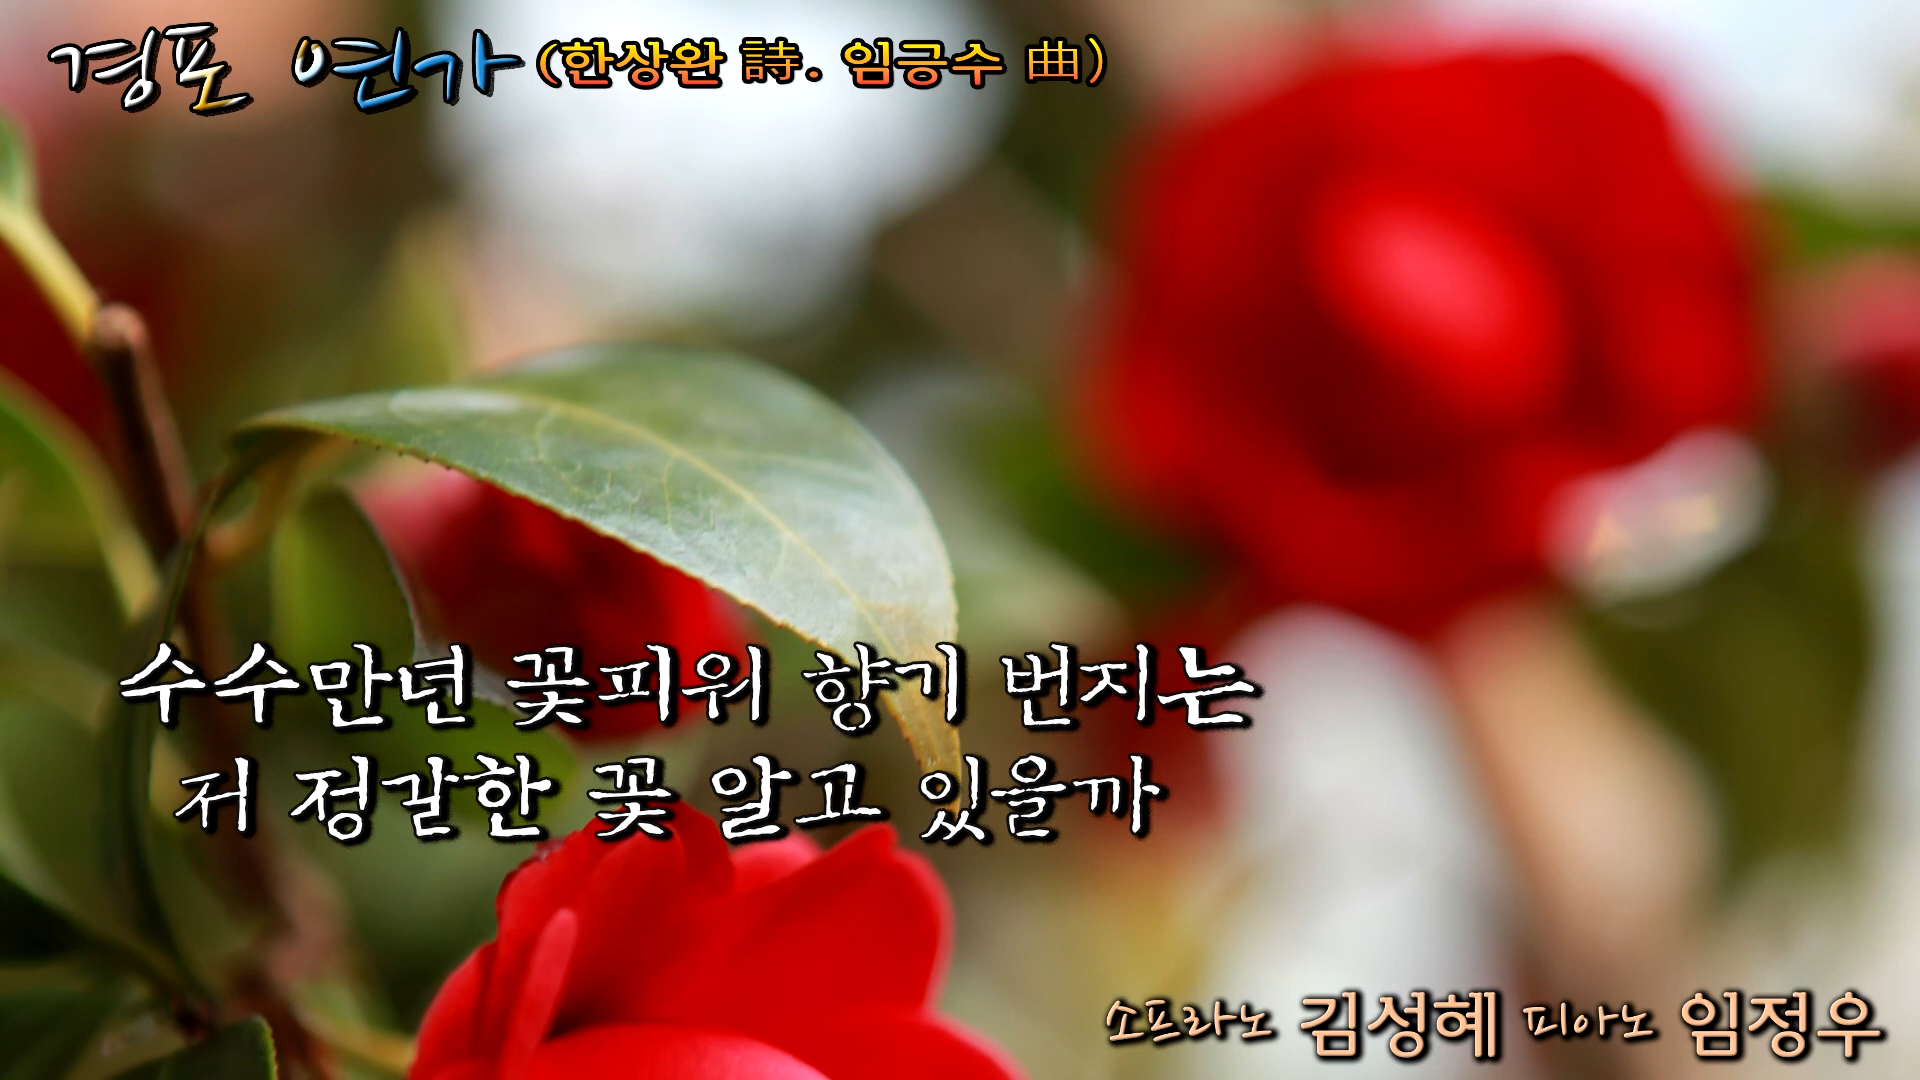 경포 연가 (한상완 詩. 임긍수 曲)
수수만년 꽃피워 향기 번지는
저 정갈한 꽃 알고 있을까
소프라노 김성혜 피아노 임정우